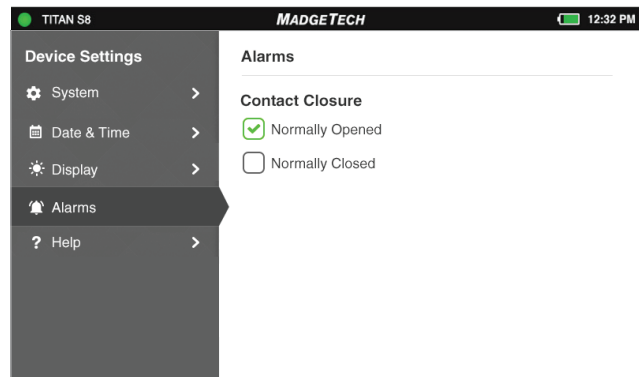 TITAN S8
MADGETECH
12:32 PM
Device Settings
System
Date & Time
Display
Alarms
? Help
Alarms
Contact Closure
Normally Opened
Normally Closed